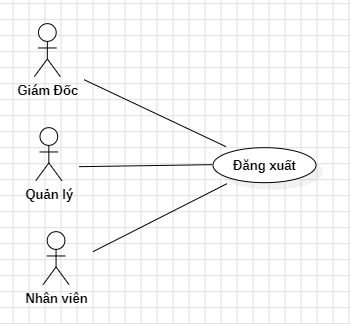 Giám Đốc
Đăng xuất
Quản lý
Nhân viên